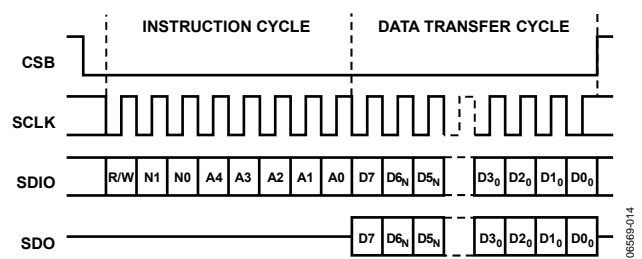 INSTRUCTION CYCLE DATA TRANSFER CYCLE
CSB
SCLK
SDIO R/W N1 N0 A4 A3 A2 A1 A0 D7 D6N D5N D30 D20 D10 D00
SDO D7 D6N D5N D30 D20 D10 D00
06569-014